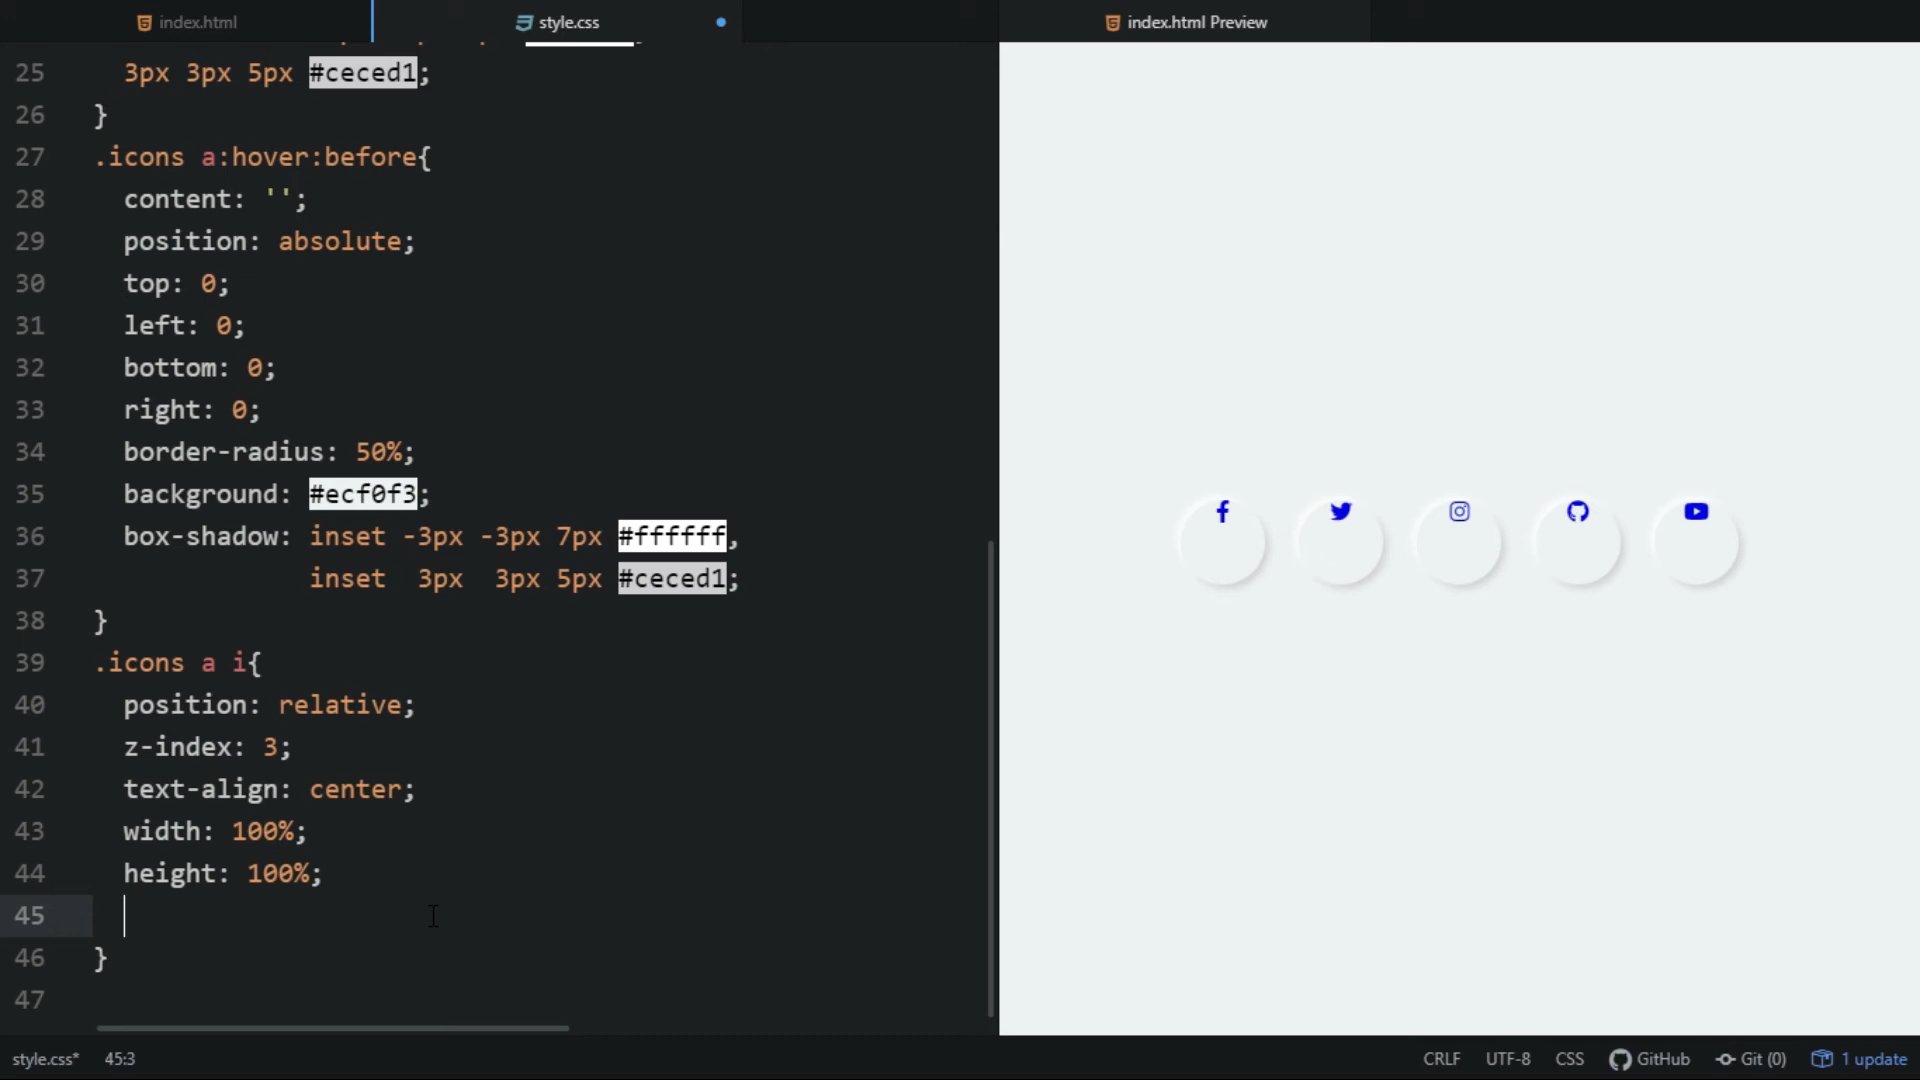 index.html
style.css
index.html Preview
25 3px 3px 5px #ceced1;
26 }
27 .icons a:hover:before{
28 content: '';
29 position: absolute;
30 top: 0;
31 left: 0;
32 bottom: 0;
33 right: 0;
34 border-radius: 50%;
35 background: #ecf0f3;
36 box-shadow: inset -3px -3px 7px #ffffff,
37 inset 3px 3px 5px #ceced1;
38 }
39 .icons a i{
40 position: relative;
41 z-index: 3;
42 text-align: center;
43 width: 100%;
44 height: 100%;
45
46 }
47
style.css* 45:3 CRLF UTF-8 CSS GitHub Git (0) 1 update